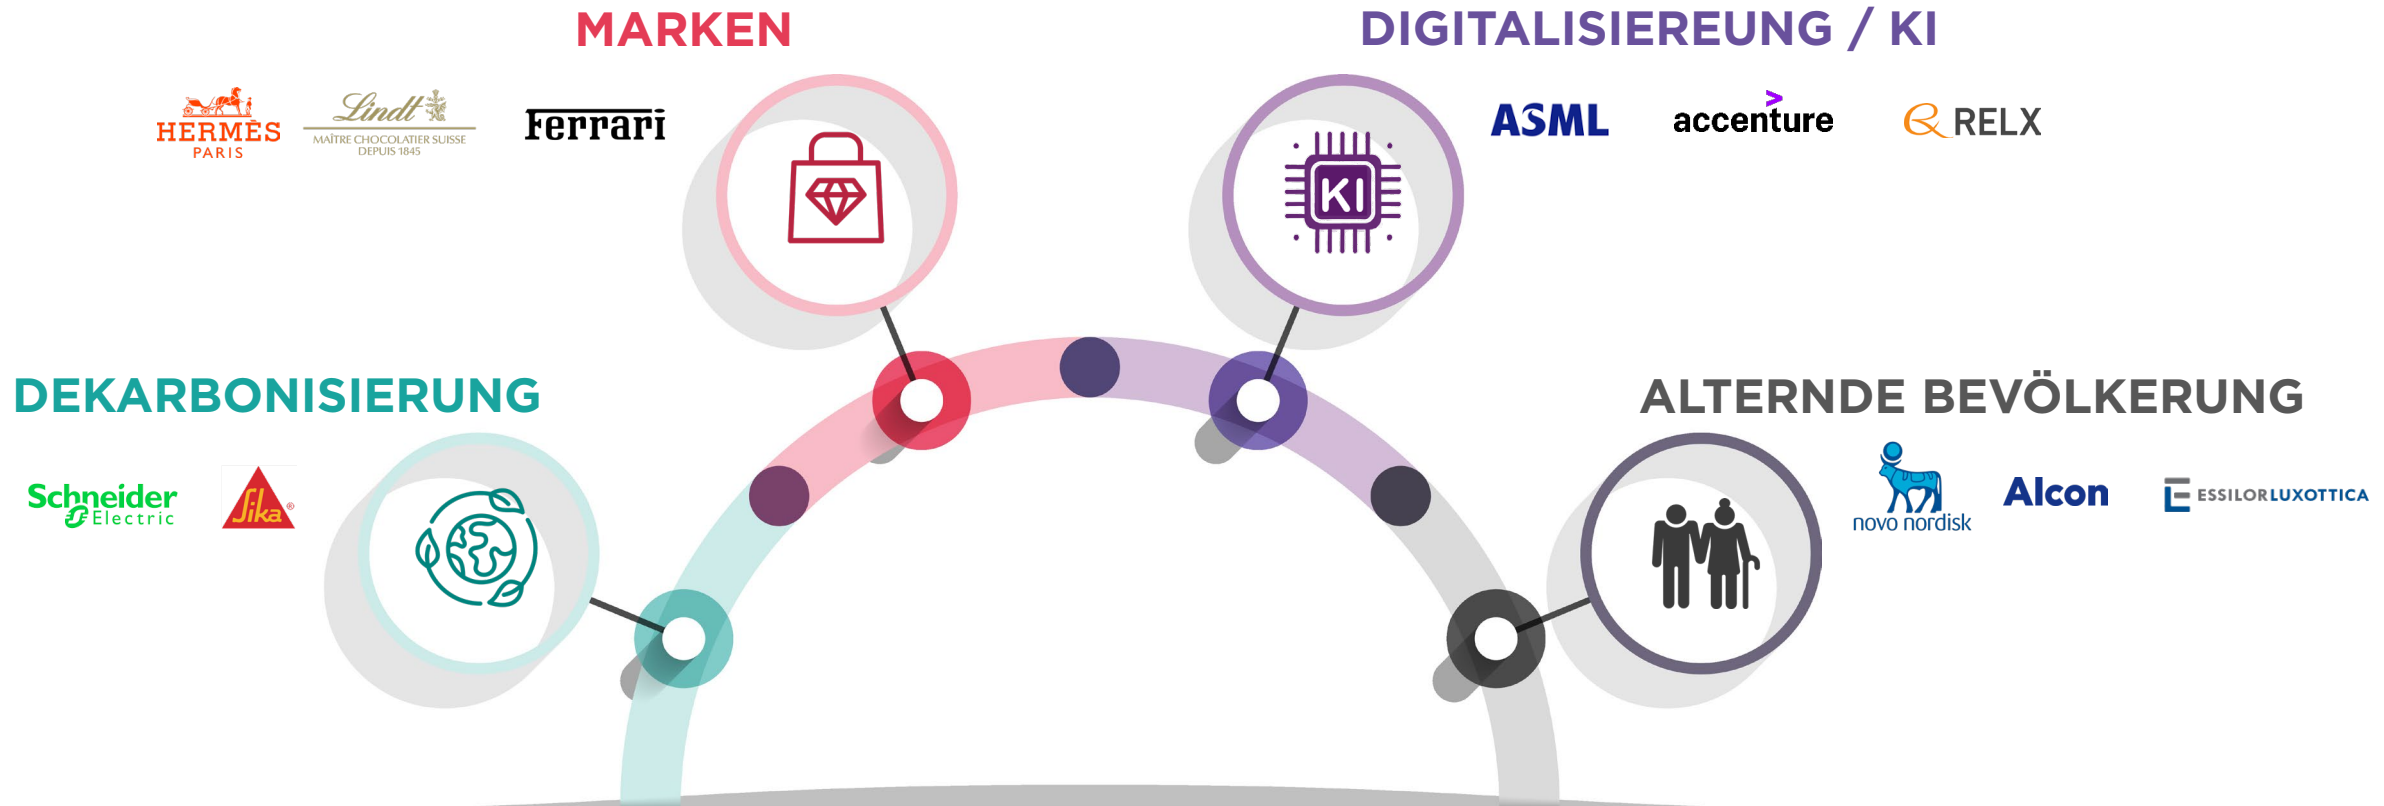 MARKEN
HERMÈS
PARIS
Lindt
MAÎTRE CHOCOLATIER SUISSE
DEPUIS 1845
Ferrari
DIGITALISIEREUNG / KI
KI
ASML
accenture
RELX
DEKARBONISIERUNG
Schneider
Electric
Sika®
ALTERNDE BEVÖLKERUNG
novo nordisk
Alcon
ESSILORLUXOTTICA